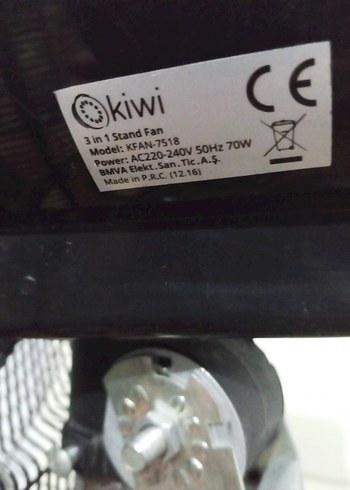 kiwi
CE
3 in 1 Stand Fan
Model: KFAN-7518
Power: AC220-240V 50Hz 70W
BMVA Elekt.San.Tic.A.Ş.
Made in P.R.C. (12.16)